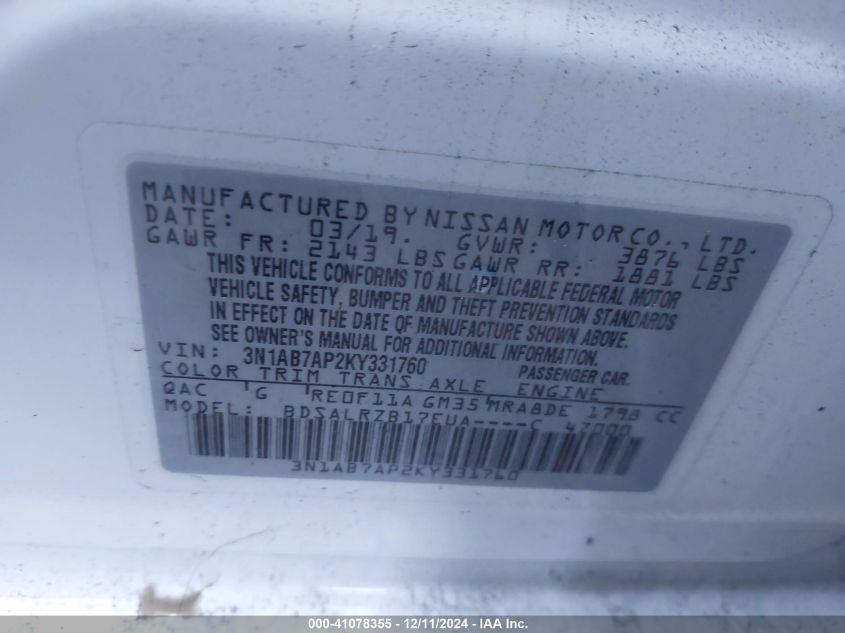 MANUFACTURED BY NISSAN MOTOR CO., LTD.
DATE: 03/19. GVWR: 3876 LBS
GAWR FR: 2143 LBS GAWR RR: 1881 LBS
THIS VEHICLE CONFORMS TO ALL APPLICABLE FEDERAL MOTOR
VEHICLE SAFETY, BUMPER AND THEFT PREVENTION STANDARDS
IN EFFECT ON THE DATE OF MANUFACTURE SHOWN ABOVE.
SEE OWNER'S MANUAL FOR ADDITIONAL INFORMATION.
VIN: 3N1AB7AP2KY331760 PASSENGER CAR.
COLOR TRIM TRANS AXLE ENGINE
QAC G RE0F11A GM35 MRA8DE 1798 CC
MODEL: BDSALRZB17EUA----C 47000
3N1AB7AP2KY331760
000-41078355 - 12/11/2024 - IAA Inc.